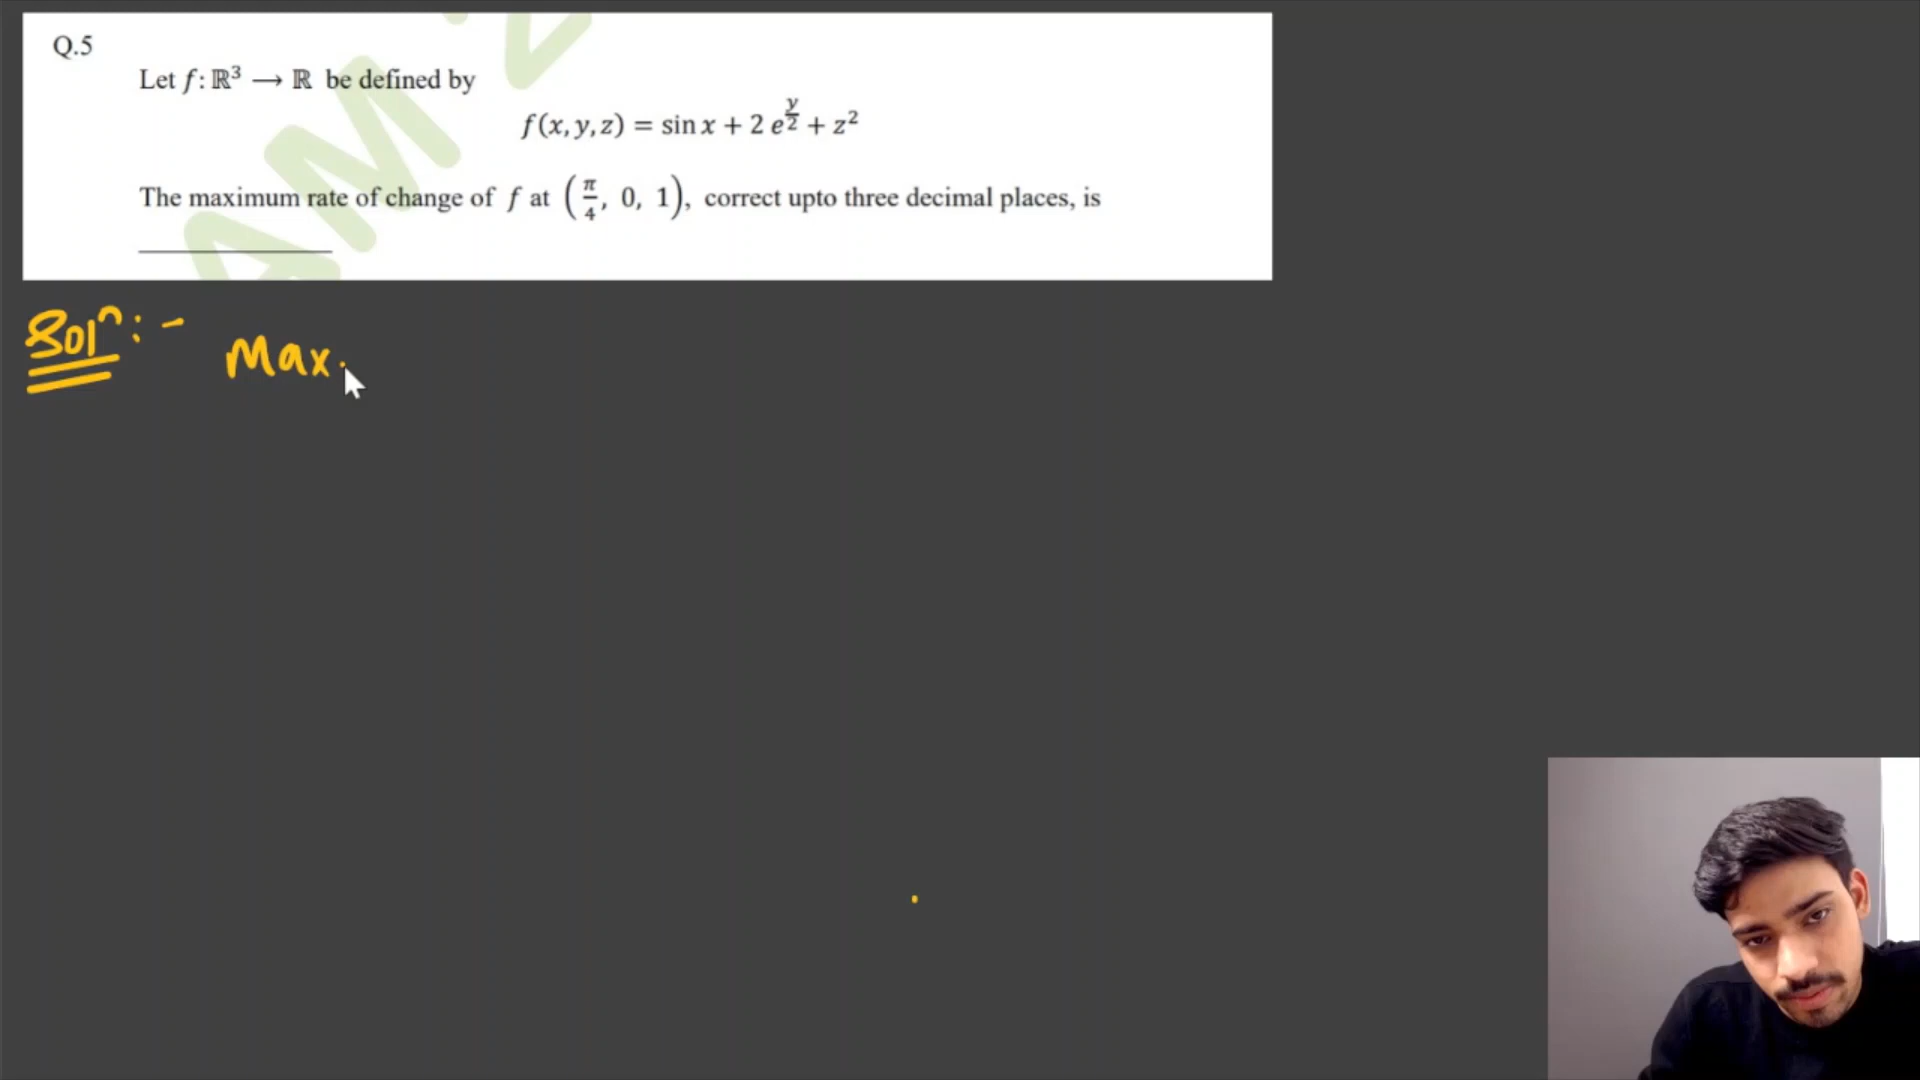 Q.5
Let f: ℝ³ ⟶ ℝ be defined by
f(x, y, z) = sin x + 2 e^{y/2} + z²
The maximum rate of change of f at (π/4, 0, 1), correct upto three decimal places, is
Solⁿ:- Max.